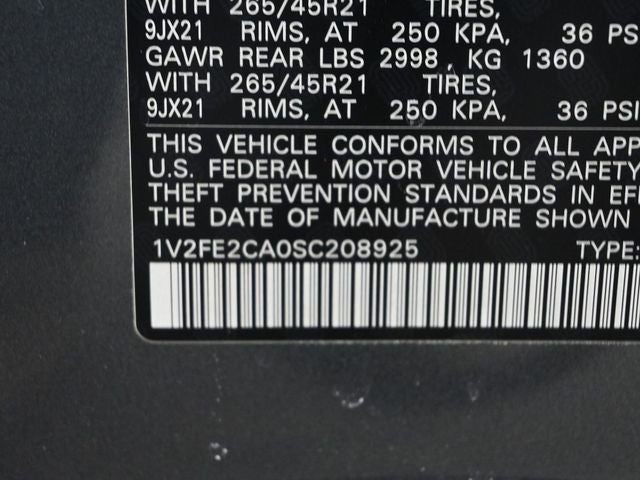 WITH 265/45R21 TIRES,
9JX21 RIMS, AT 250 KPA, 36 PSI
GAWR REAR LBS 2998, KG 1360
WITH 265/45R21 TIRES,
9JX21 RIMS, AT 250 KPA, 36 PSI
THIS VEHICLE CONFORMS TO ALL APP
U.S. FEDERAL MOTOR VEHICLE SAFETY
THEFT PREVENTION STANDARDS IN EF
THE DATE OF MANUFACTURE SHOWN
1V2FE2CA0SC208925 TYPE: